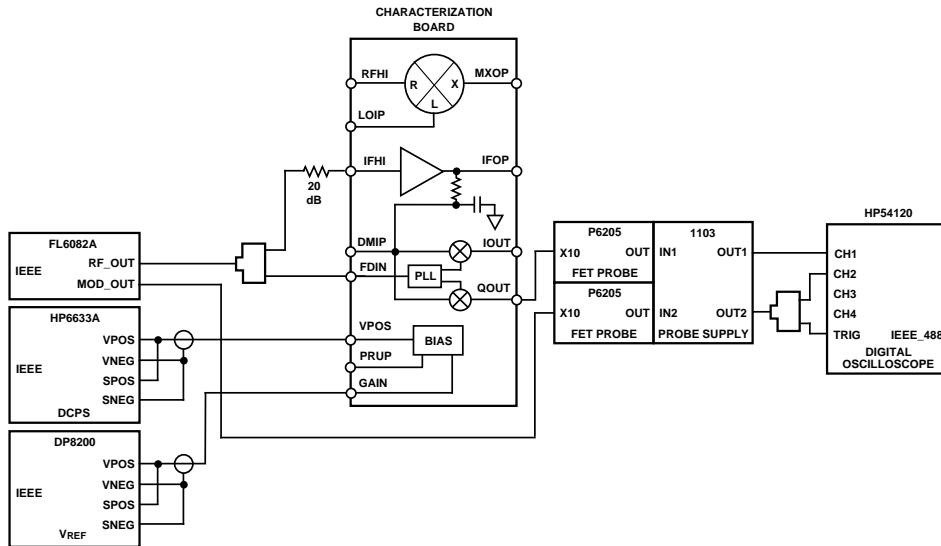 CHARACTERIZATION
BOARD
RFHI
R
X
MXOP
L
LOIP
IFHI
IFOP
20
dB
DMIP
IOUT
FDIN
PLL
QOUT
VPOS
BIAS
PRUP
GAIN
FL6082A
IEEE
RF_OUT
MOD_OUT
HP6633A
VPOS
IEEE
VNEG
SPOS
SNEG
DCPS
DP8200
VPOS
IEEE
VNEG
SPOS
SNEG
VREF
P6205
X10
OUT
FET PROBE
P6205
X10
OUT
FET PROBE
1103
IN1
OUT1
IN2
OUT2
PROBE SUPPLY
HP54120
CH1
CH2
CH3
CH4
TRIG
IEEE_488
DIGITAL
OSCILLOSCOPE